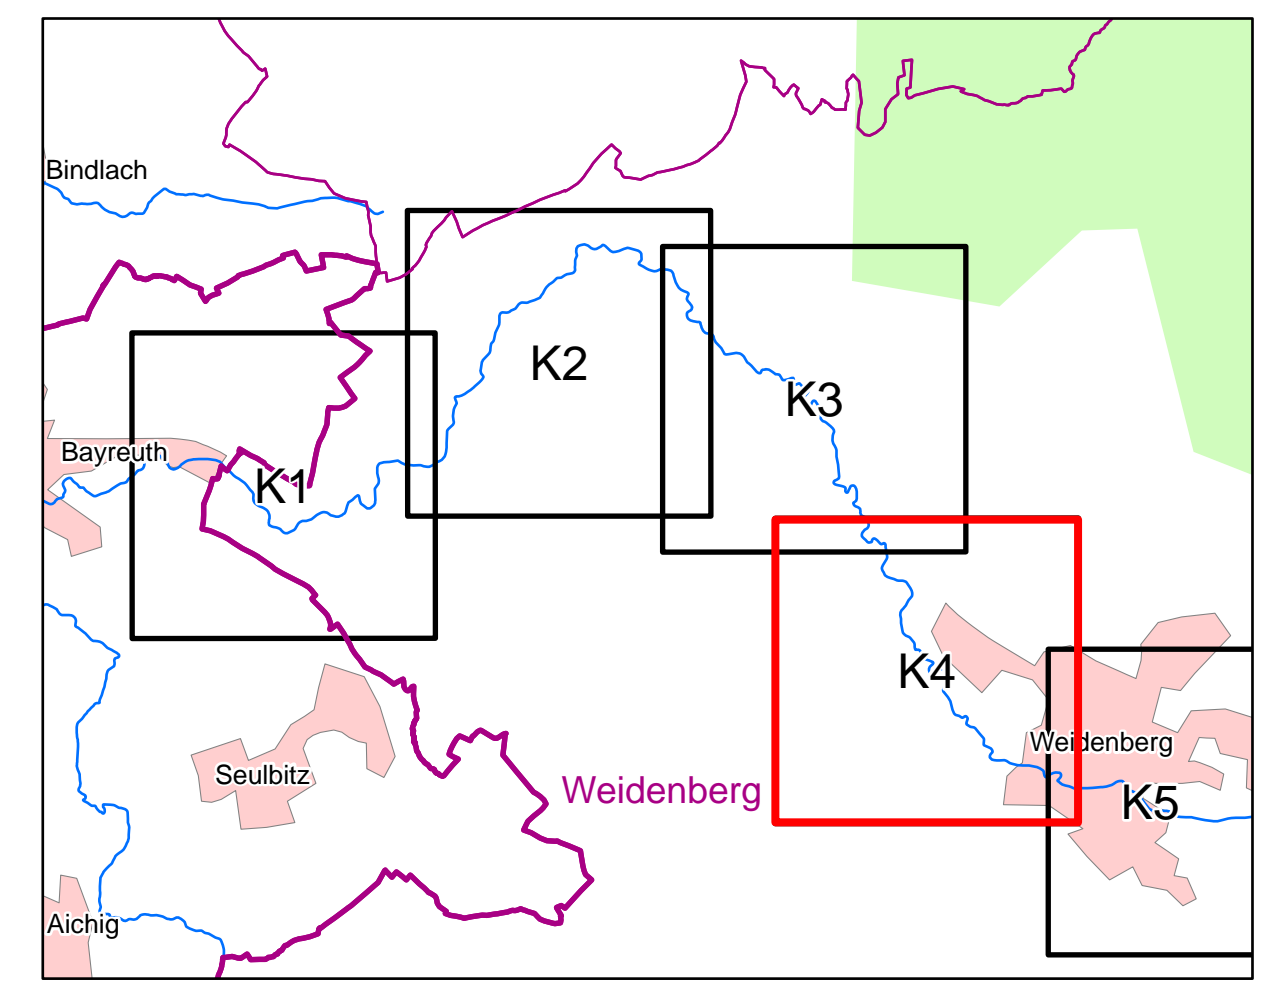 Bindlach
K2
K3
Bayreuth
K1
K4
Weidenberg
Seulbitz
Weidenberg
K5
Aichig